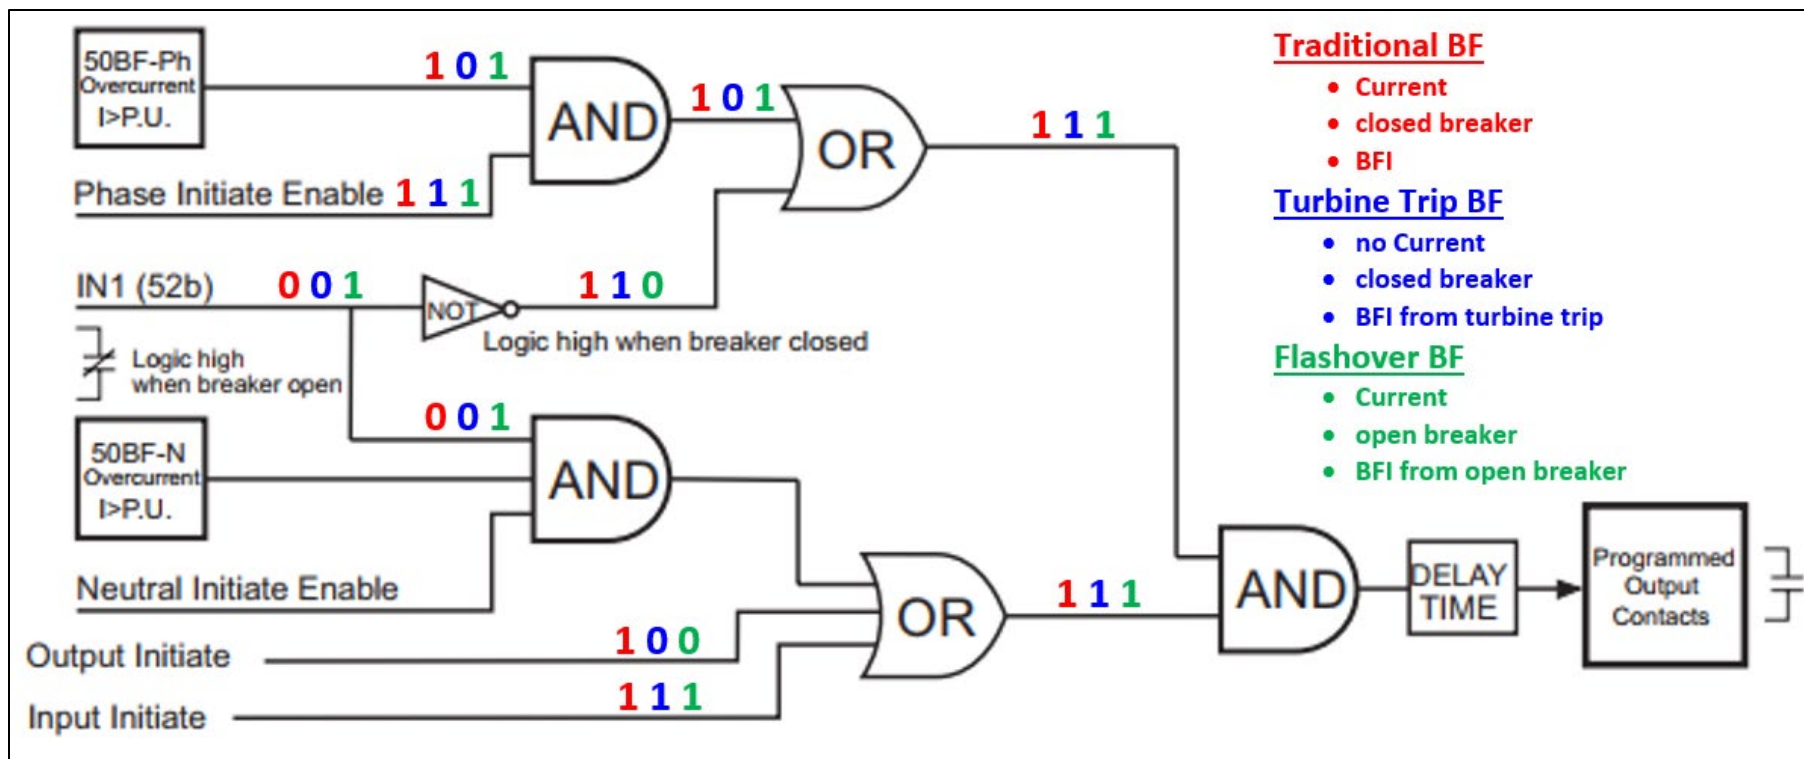 50BF-Ph
Overcurrent
I>P.U.
1 0 1
AND
1 0 1
OR
1 1 1
Phase Initiate Enable 1 1 1
IN1 (52b) 0 0 1
NOT
1 1 0
Logic high when breaker closed
Logic high
when breaker open
0 0 1
50BF-N
Overcurrent
I>P.U.
AND
Neutral Initiate Enable
Output Initiate 1 0 0
Input Initiate 1 1 1
OR
1 1 1
AND
DELAY
TIME
Programmed
Output
Contacts
Traditional BF
• Current
• closed breaker
• BFI
Turbine Trip BF
• no Current
• closed breaker
• BFI from turbine trip
Flashover BF
• Current
• open breaker
• BFI from open breaker